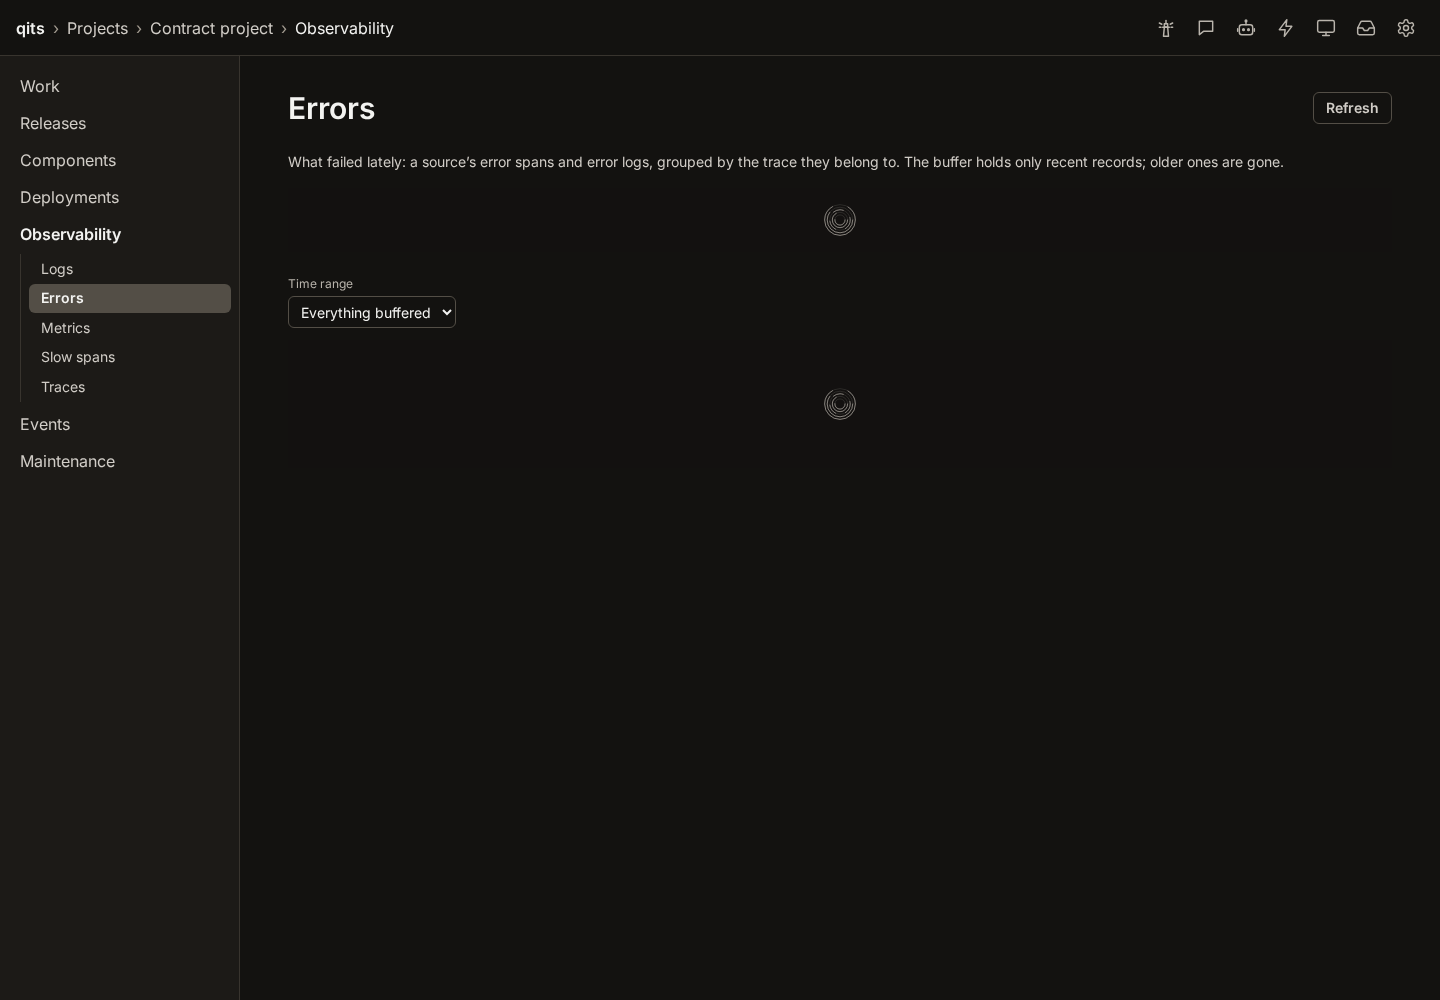 qits › Projects › Contract project › Observability
Work
Releases
Components
Deployments
Observability
Logs
Errors
Metrics
Slow spans
Traces
Events
Maintenance
Errors
Refresh
What failed lately: a source’s error spans and error logs, grouped by the trace they belong to. The buffer holds only recent records; older ones are gone.
Time range
Everything buffered